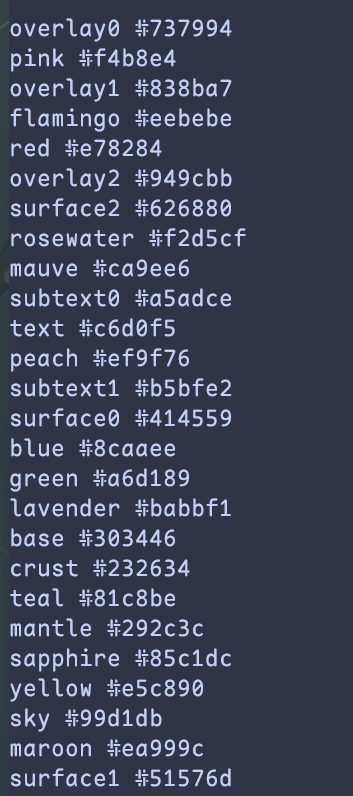 overlay0 #737994
pink #f4b8e4
overlay1 #838ba7
flamingo #eebebe
red #e78284
overlay2 #949cbb
surface2 #626880
rosewater #f2d5cf
mauve #ca9ee6
subtext0 #a5adce
text #c6d0f5
peach #ef9f76
subtext1 #b5bfe2
surface0 #414559
blue #8caaee
green #a6d189
lavender #babbf1
base #303446
crust #232634
teal #81c8be
mantle #292c3c
sapphire #85c1dc
yellow #e5c890
sky #99d1db
maroon #ea999c
surface1 #51576d